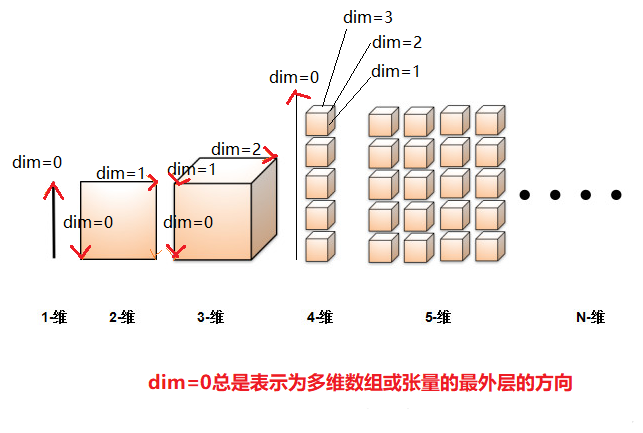 dim=3
dim=2
dim=0
dim=1
dim=2
dim=0
dim=1
dim=1
dim=0
dim=0
1-维
2-维
3-维
4-维
5-维
N-维
dim=0总是表示为多维数组或张量的最外层的方向